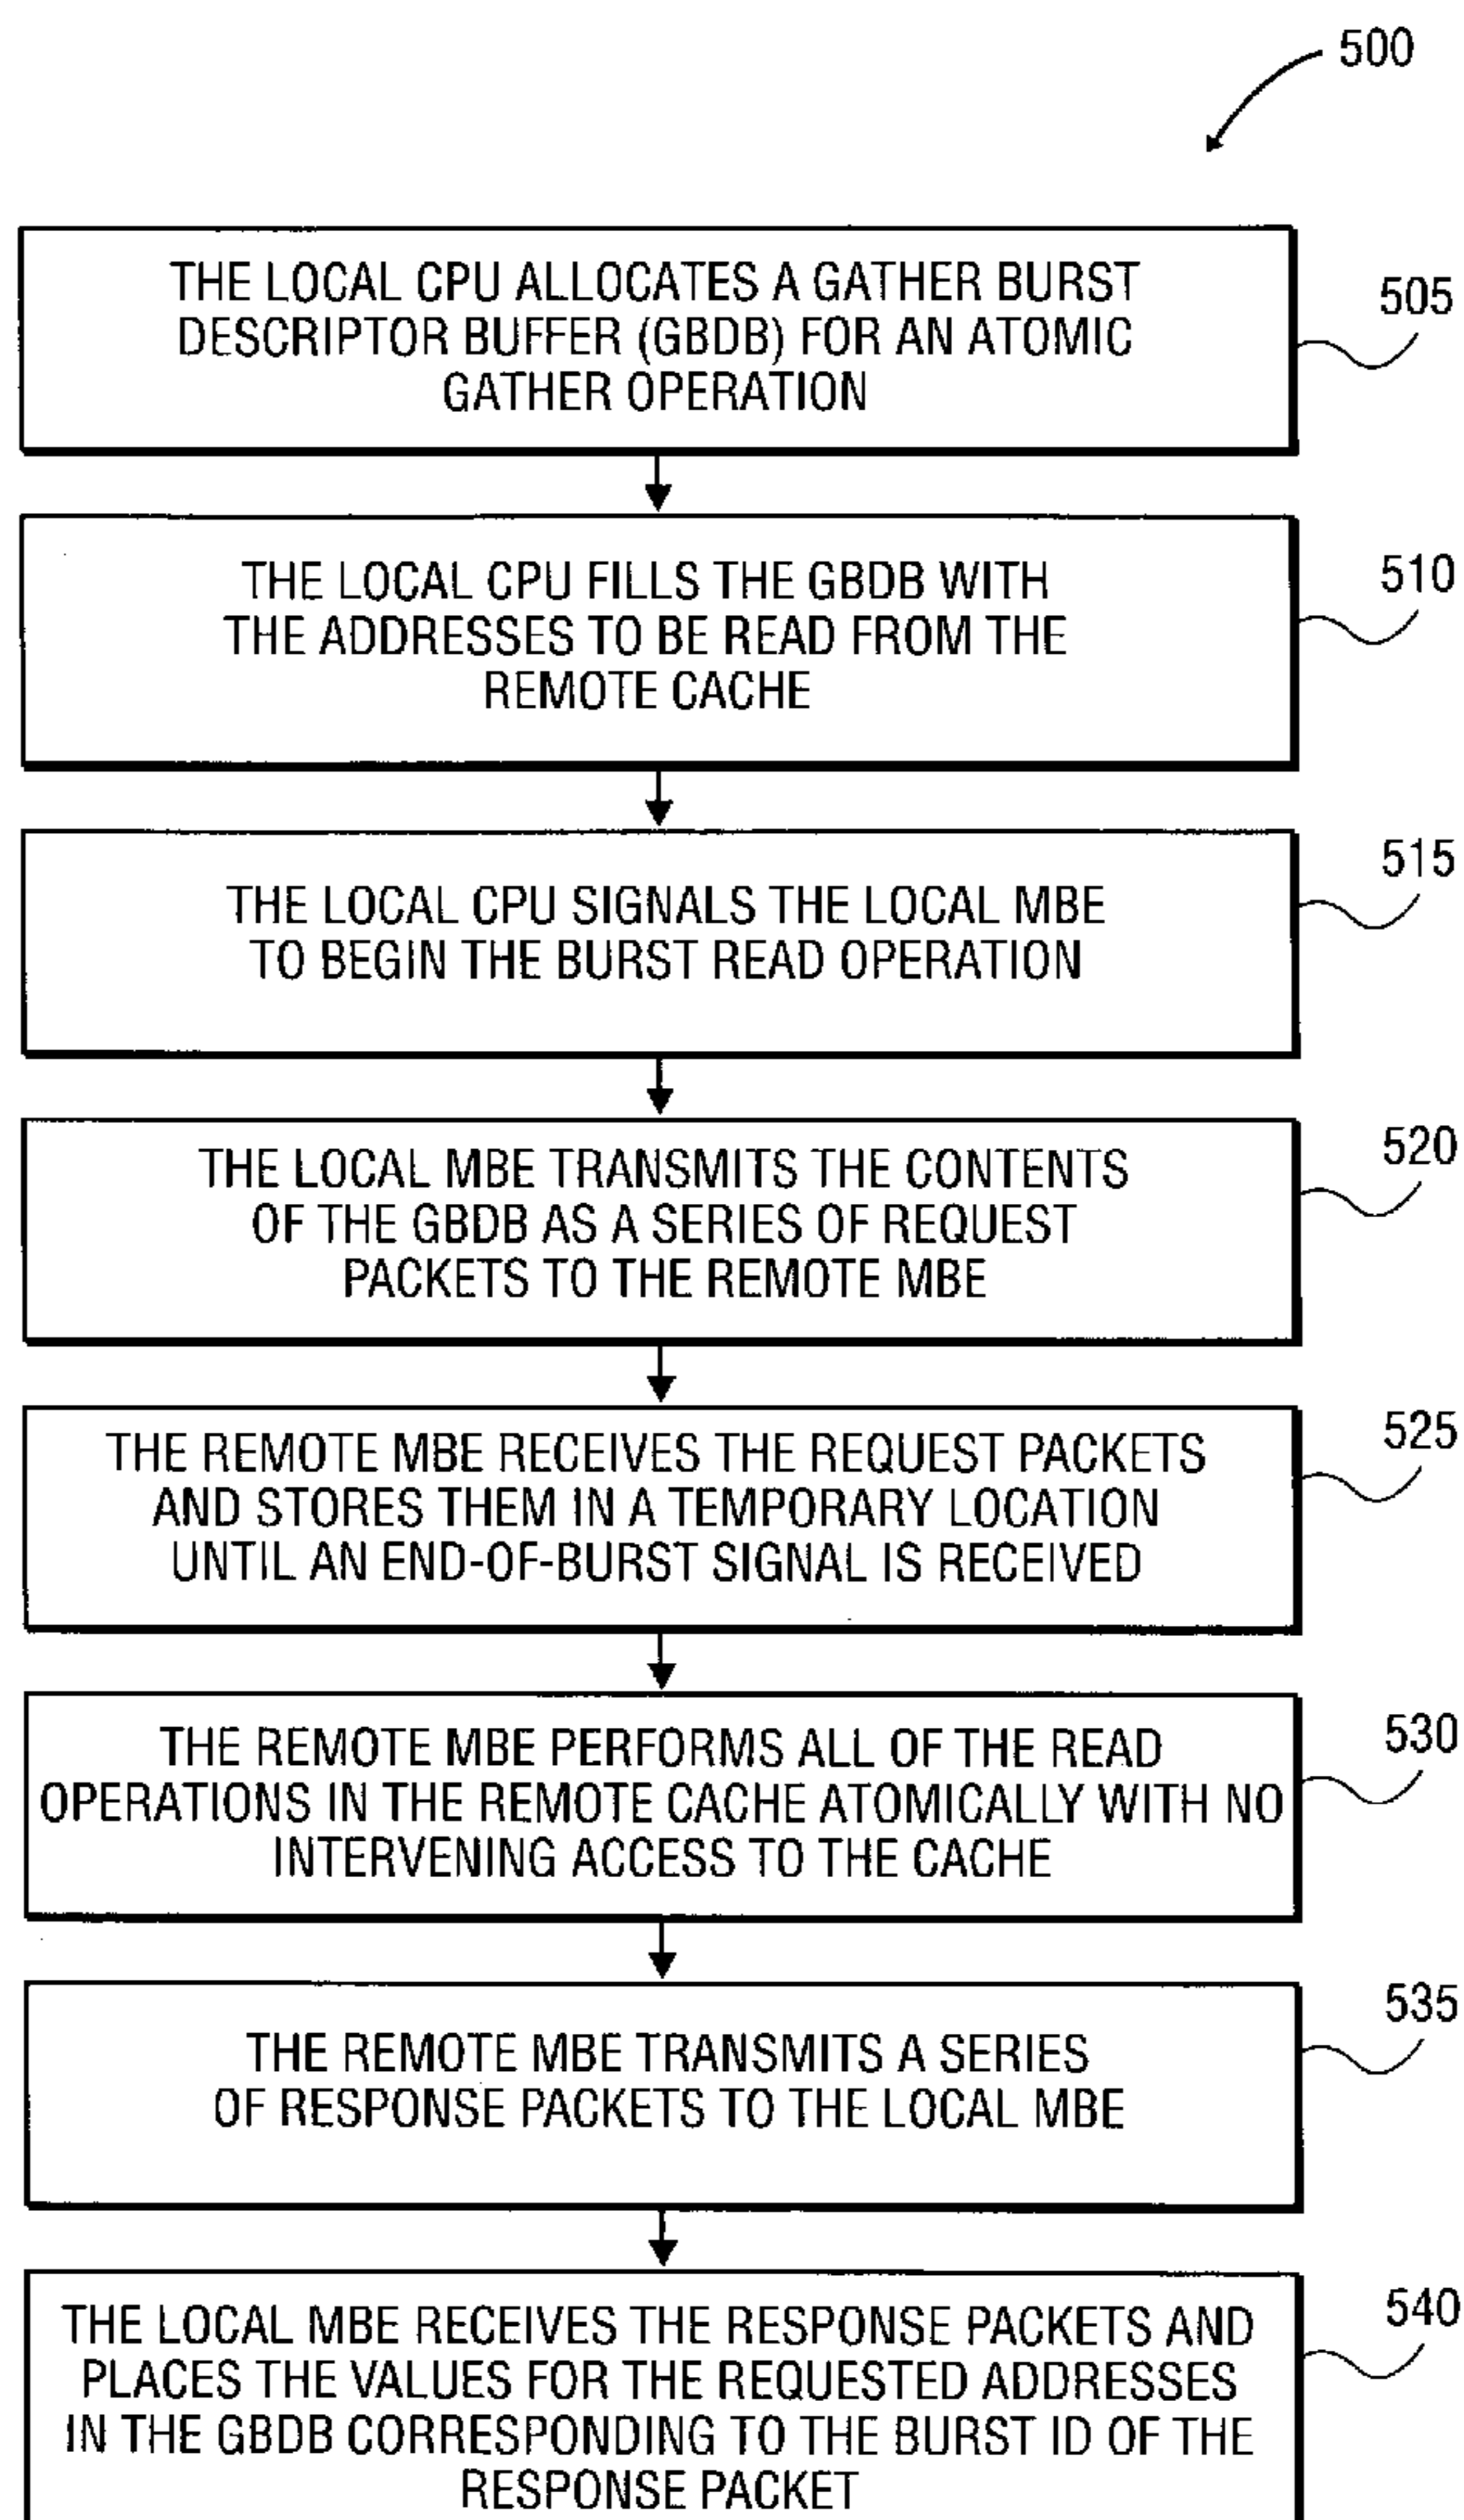 500
THE LOCAL CPU ALLOCATES A GATHER BURST
DESCRIPTOR BUFFER (GBDB) FOR AN ATOMIC
GATHER OPERATION
505
THE LOCAL CPU FILLS THE GBDB WITH
THE ADDRESSES TO BE READ FROM THE
REMOTE CACHE
510
THE LOCAL CPU SIGNALS THE LOCAL MBE
TO BEGIN THE BURST READ OPERATION
515
THE LOCAL MBE TRANSMITS THE CONTENTS
OF THE GBDB AS A SERIES OF REQUEST
PACKETS TO THE REMOTE MBE
520
THE REMOTE MBE RECEIVES THE REQUEST PACKETS
AND STORES THEM IN A TEMPORARY LOCATION
UNTIL AN END-OF-BURST SIGNAL IS RECEIVED
525
THE REMOTE MBE PERFORMS ALL OF THE READ
OPERATIONS IN THE REMOTE CACHE ATOMICALLY WITH NO
INTERVENING ACCESS TO THE CACHE
530
THE REMOTE MBE TRANSMITS A SERIES
OF RESPONSE PACKETS TO THE LOCAL MBE
535
THE LOCAL MBE RECEIVES THE RESPONSE PACKETS AND
PLACES THE VALUES FOR THE REQUESTED ADDRESSES
IN THE GBDB CORRESPONDING TO THE BURST ID OF THE
RESPONSE PACKET
540